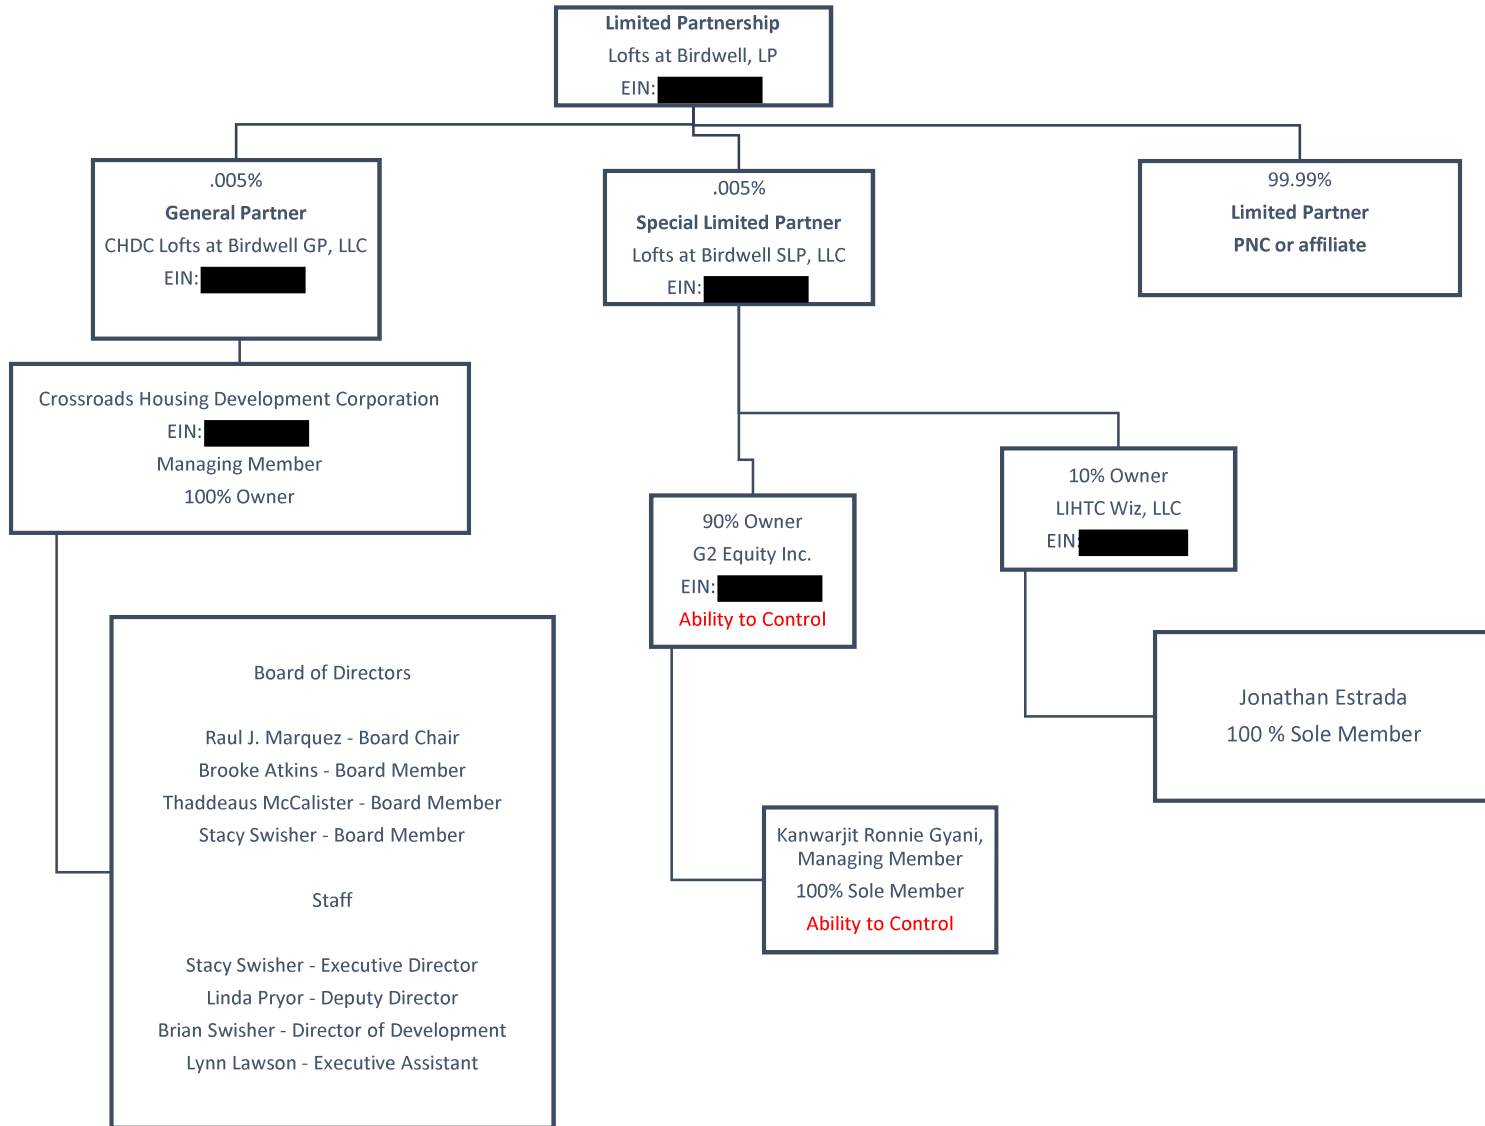 Limited Partnership
Lofts at Birdwell, LP
EIN:
.005%
General Partner
CHDC Lofts at Birdwell GP, LLC
EIN:
.005%
Special Limited Partner
Lofts at Birdwell SLP, LLC
EIN:
99.99%
Limited Partner
PNC or affiliate
Crossroads Housing Development Corporation
EIN:
Managing Member
100% Owner
90% Owner
G2 Equity Inc.
EIN:
Ability to Control
10% Owner
LIHTC Wiz, LLC
EIN:
Board of Directors
Raul J. Marquez - Board Chair
Brooke Atkins - Board Member
Thaddeaus McCalister - Board Member
Stacy Swisher - Board Member
Staff
Stacy Swisher - Executive Director
Linda Pryor - Deputy Director
Brian Swisher - Director of Development
Lynn Lawson - Executive Assistant
Kanwarjit Ronnie Gyani,
Managing Member
100% Sole Member
Ability to Control
Jonathan Estrada
100 % Sole Member